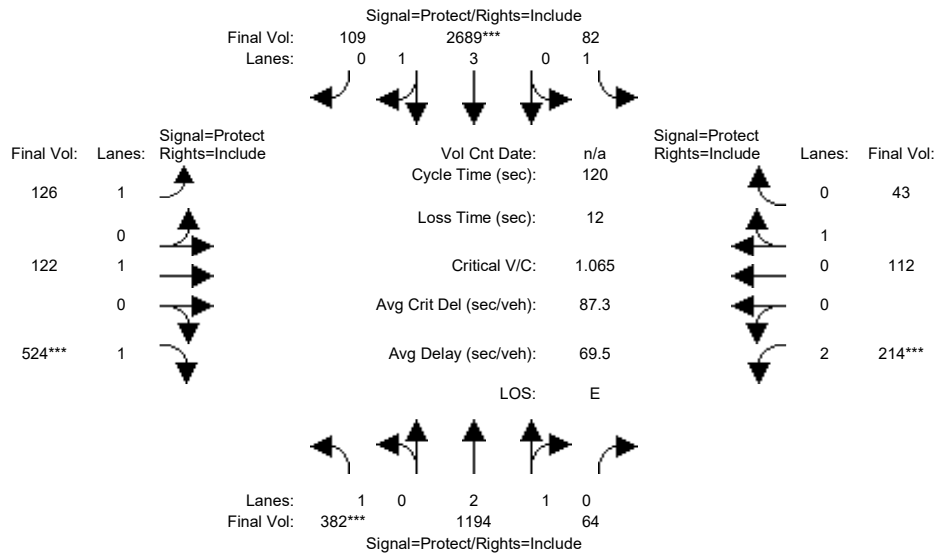 Signal=Protect/Rights=Include
Final Vol: 109 2689*** 82
Lanes: 0 1 3 0 1
Signal=Protect
Final Vol: Lanes: Rights=Include
Vol Cnt Date: n/a
Signal=Protect
Rights=Include Lanes: Final Vol:
Cycle Time (sec): 120
126 1
0 43
Loss Time (sec): 12
0
1
122 1
Critical V/C: 1.065
0 112
0
Avg Crit Del (sec/veh): 87.3
0
524*** 1
Avg Delay (sec/veh): 69.5
2 214***
LOS: E
Lanes: 1 0 2 1 0
Final Vol: 382*** 1194 64
Signal=Protect/Rights=Include